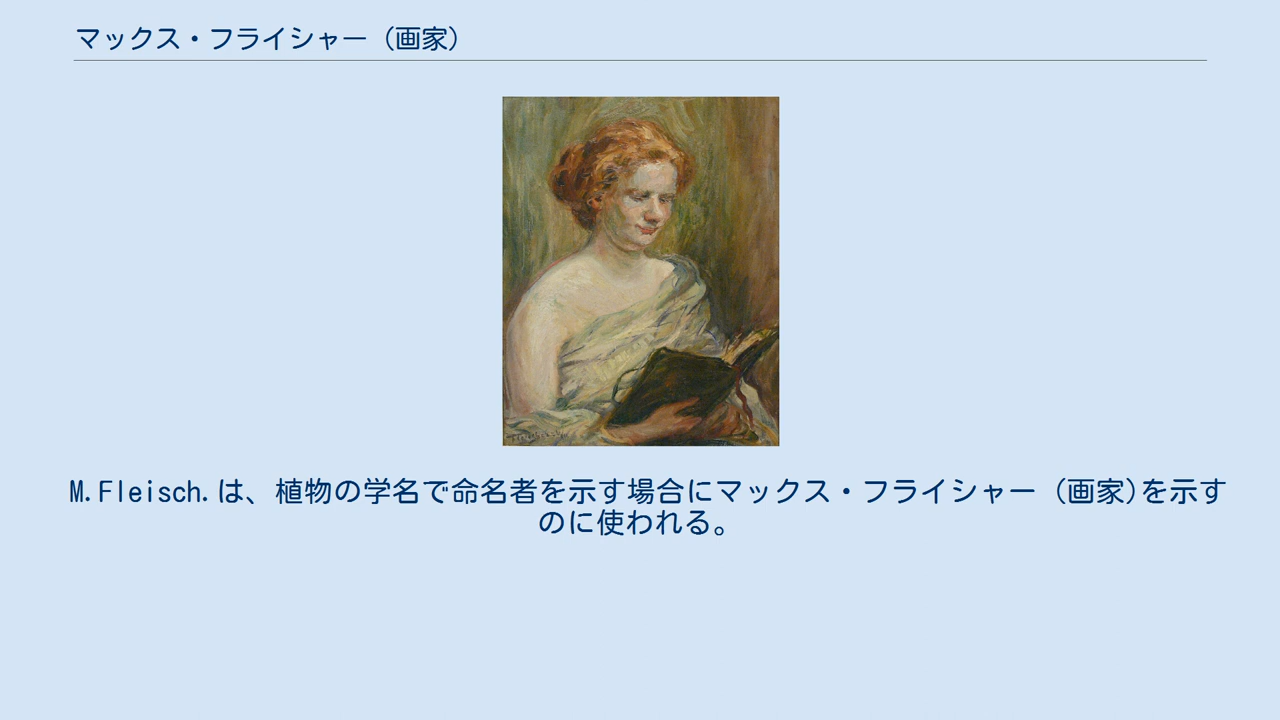 マックス・フライシャー（画家）
M.Fleisch.は、植物の学名で命名者を示す場合にマックス・フライシャー（画家)を示す
のに使われる。